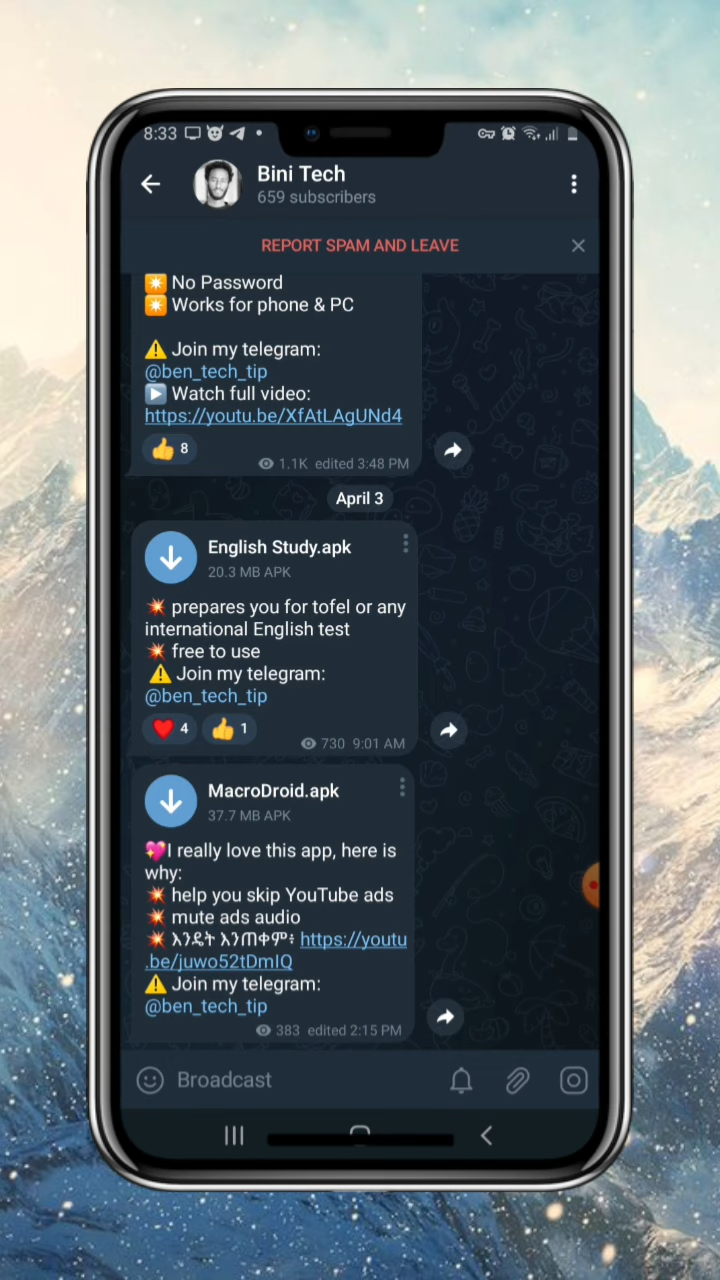 8:33
Bini Tech
659 subscribers
REPORT SPAM AND LEAVE
No Password
Works for phone & PC
Join my telegram:
@ben_tech_tip
Watch full video:
https://youtu.be/XfAtLAgUNd4
8
1.1K edited 3:48 PM
April 3
English Study.apk
20.3 MB APK
prepares you for tofel or any
international English test
free to use
Join my telegram:
@ben_tech_tip
4 1
730 9:01 AM
MacroDroid.apk
37.7 MB APK
I really love this app, here is
why:
help you skip YouTube ads
mute ads audio
እንዴት እንጠቀም፥ https://youtu
.be/juwo52tDmIQ
Join my telegram:
@ben_tech_tip
383 edited 2:15 PM
Broadcast